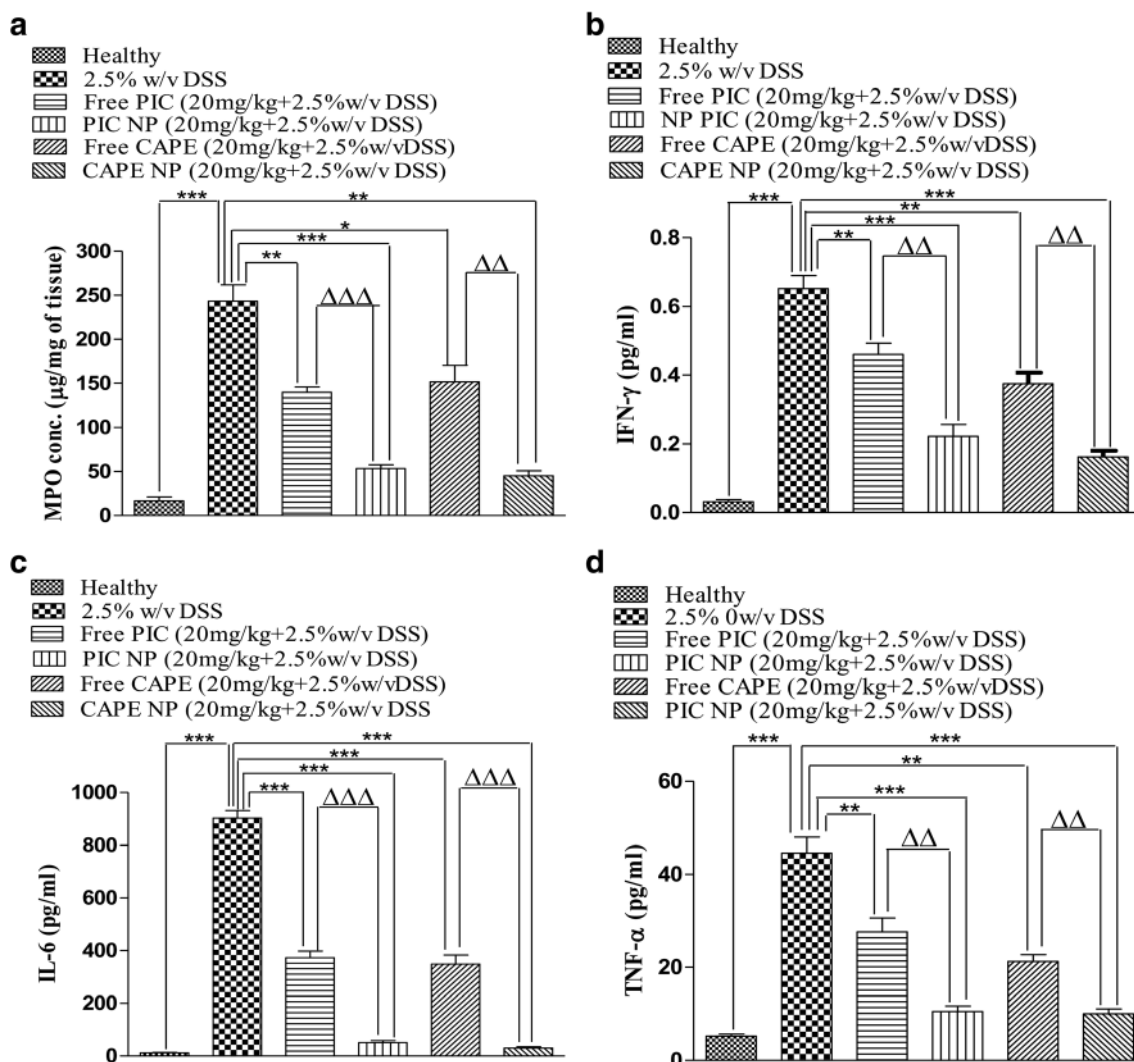 a
Healthy
2.5% w/v DSS
Free PIC (20mg/kg+2.5%w/v DSS)
PIC NP (20mg/kg+2.5%w/v DSS)
Free CAPE (20mg/kg+2.5%w/vDSS)
CAPE NP (20mg/kg+2.5%w/v DSS)
***
**
*
***
**
ΔΔΔ
ΔΔ
300
250
200
150
100
50
0
MPO conc. (µg/mg of tissue)
b
Healthy
2.5% w/v DSS
Free PIC (20mg/kg+2.5%w/v DSS)
NP PIC (20mg/kg+2.5%w/v DSS)
Free CAPE (20mg/kg+2.5%w/v DSS)
CAPE NP (20mg/kg+2.5%w/v DSS)
***
***
**
***
**
ΔΔ
ΔΔ
0.8
0.6
0.4
0.2
0.0
IFN-γ (pg/ml)
c
Healthy
2.5% w/v DSS
Free PIC (20mg/kg+2.5%w/v DSS)
PIC NP (20mg/kg+2.5%w/v DSS)
Free CAPE (20mg/kg+2.5%w/vDSS)
CAPE NP (20mg/kg+2.5%w/v DSS
***
***
***
***
***
ΔΔΔ
ΔΔΔ
1000
800
600
400
200
0
IL-6 (pg/ml)
d
Healthy
2.5% 0w/v DSS
Free PIC (20mg/kg+2.5%w/v DSS)
PIC NP (20mg/kg+2.5%w/v DSS)
Free CAPE (20mg/kg+2.5%w/vDSS)
PIC NP (20mg/kg+2.5%w/v DSS)
***
***
**
***
**
ΔΔ
ΔΔ
60
40
20
0
TNF-α (pg/ml)